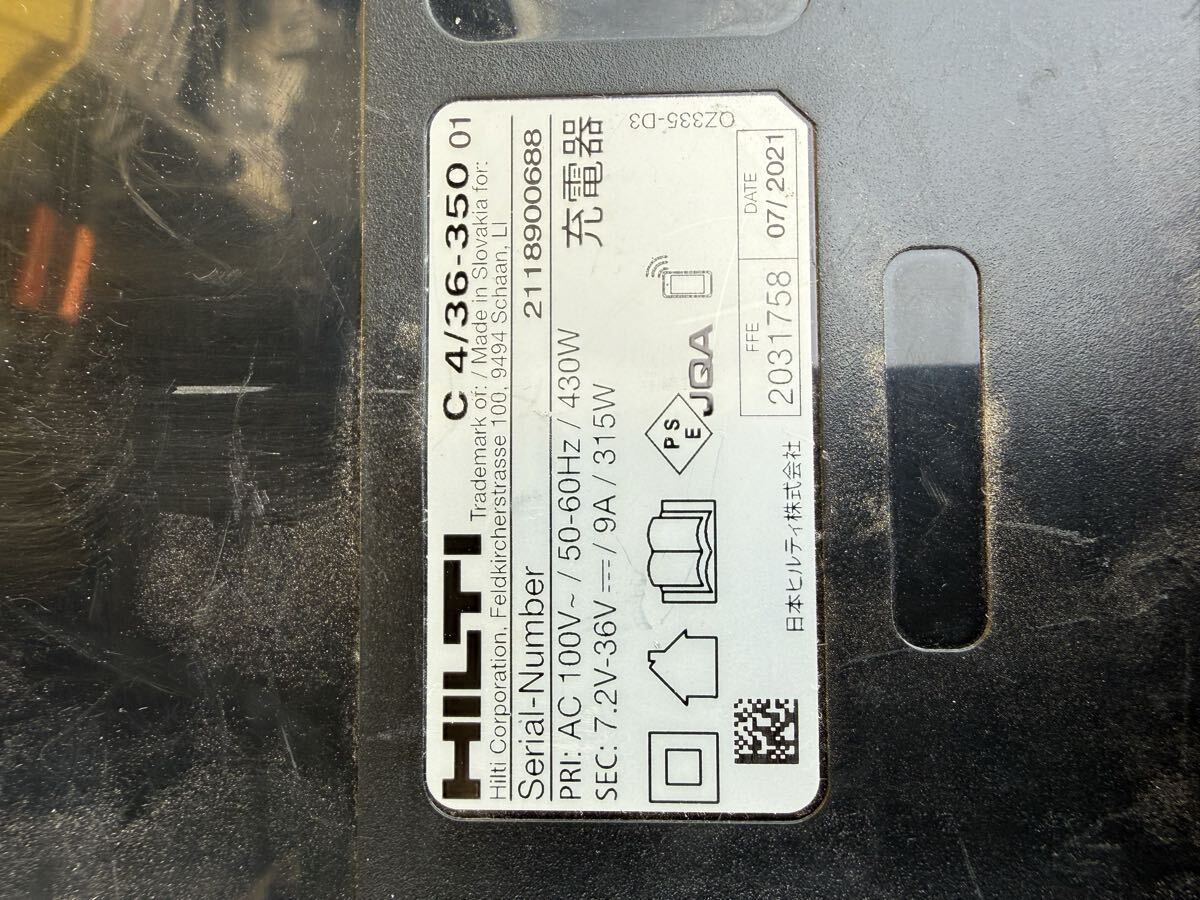 HILTI C 4/36-350 01
Trademark of: / Made in Slovakia for:
Hilti Corporation, Feldkircherstrasse 100, 9494 Schaan, LI
Serial-Number 2118900688
PRI: AC 100V~ / 50-60Hz / 430W
SEC: 7.2V-36V⎓ / 9A / 315W
充電器
PSE
JQA
日本ヒルティ株式会社
FFE
2031758
DATE
07/2021
QZ335-D3